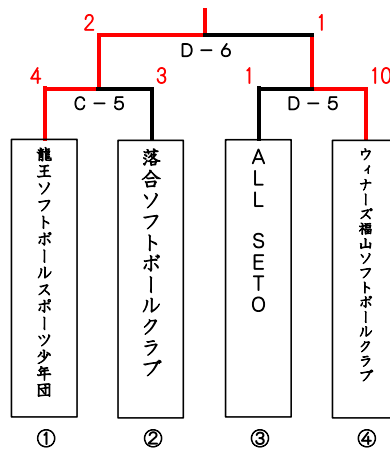 2 1
D-6
4 3 1 10
C-5 D-5
龍王ソフトボールスポーツ少年団
落合ソフトボールクラブ
ALL SETO
ウィナーズ福山ソフトボールクラブ
① ② ③ ④